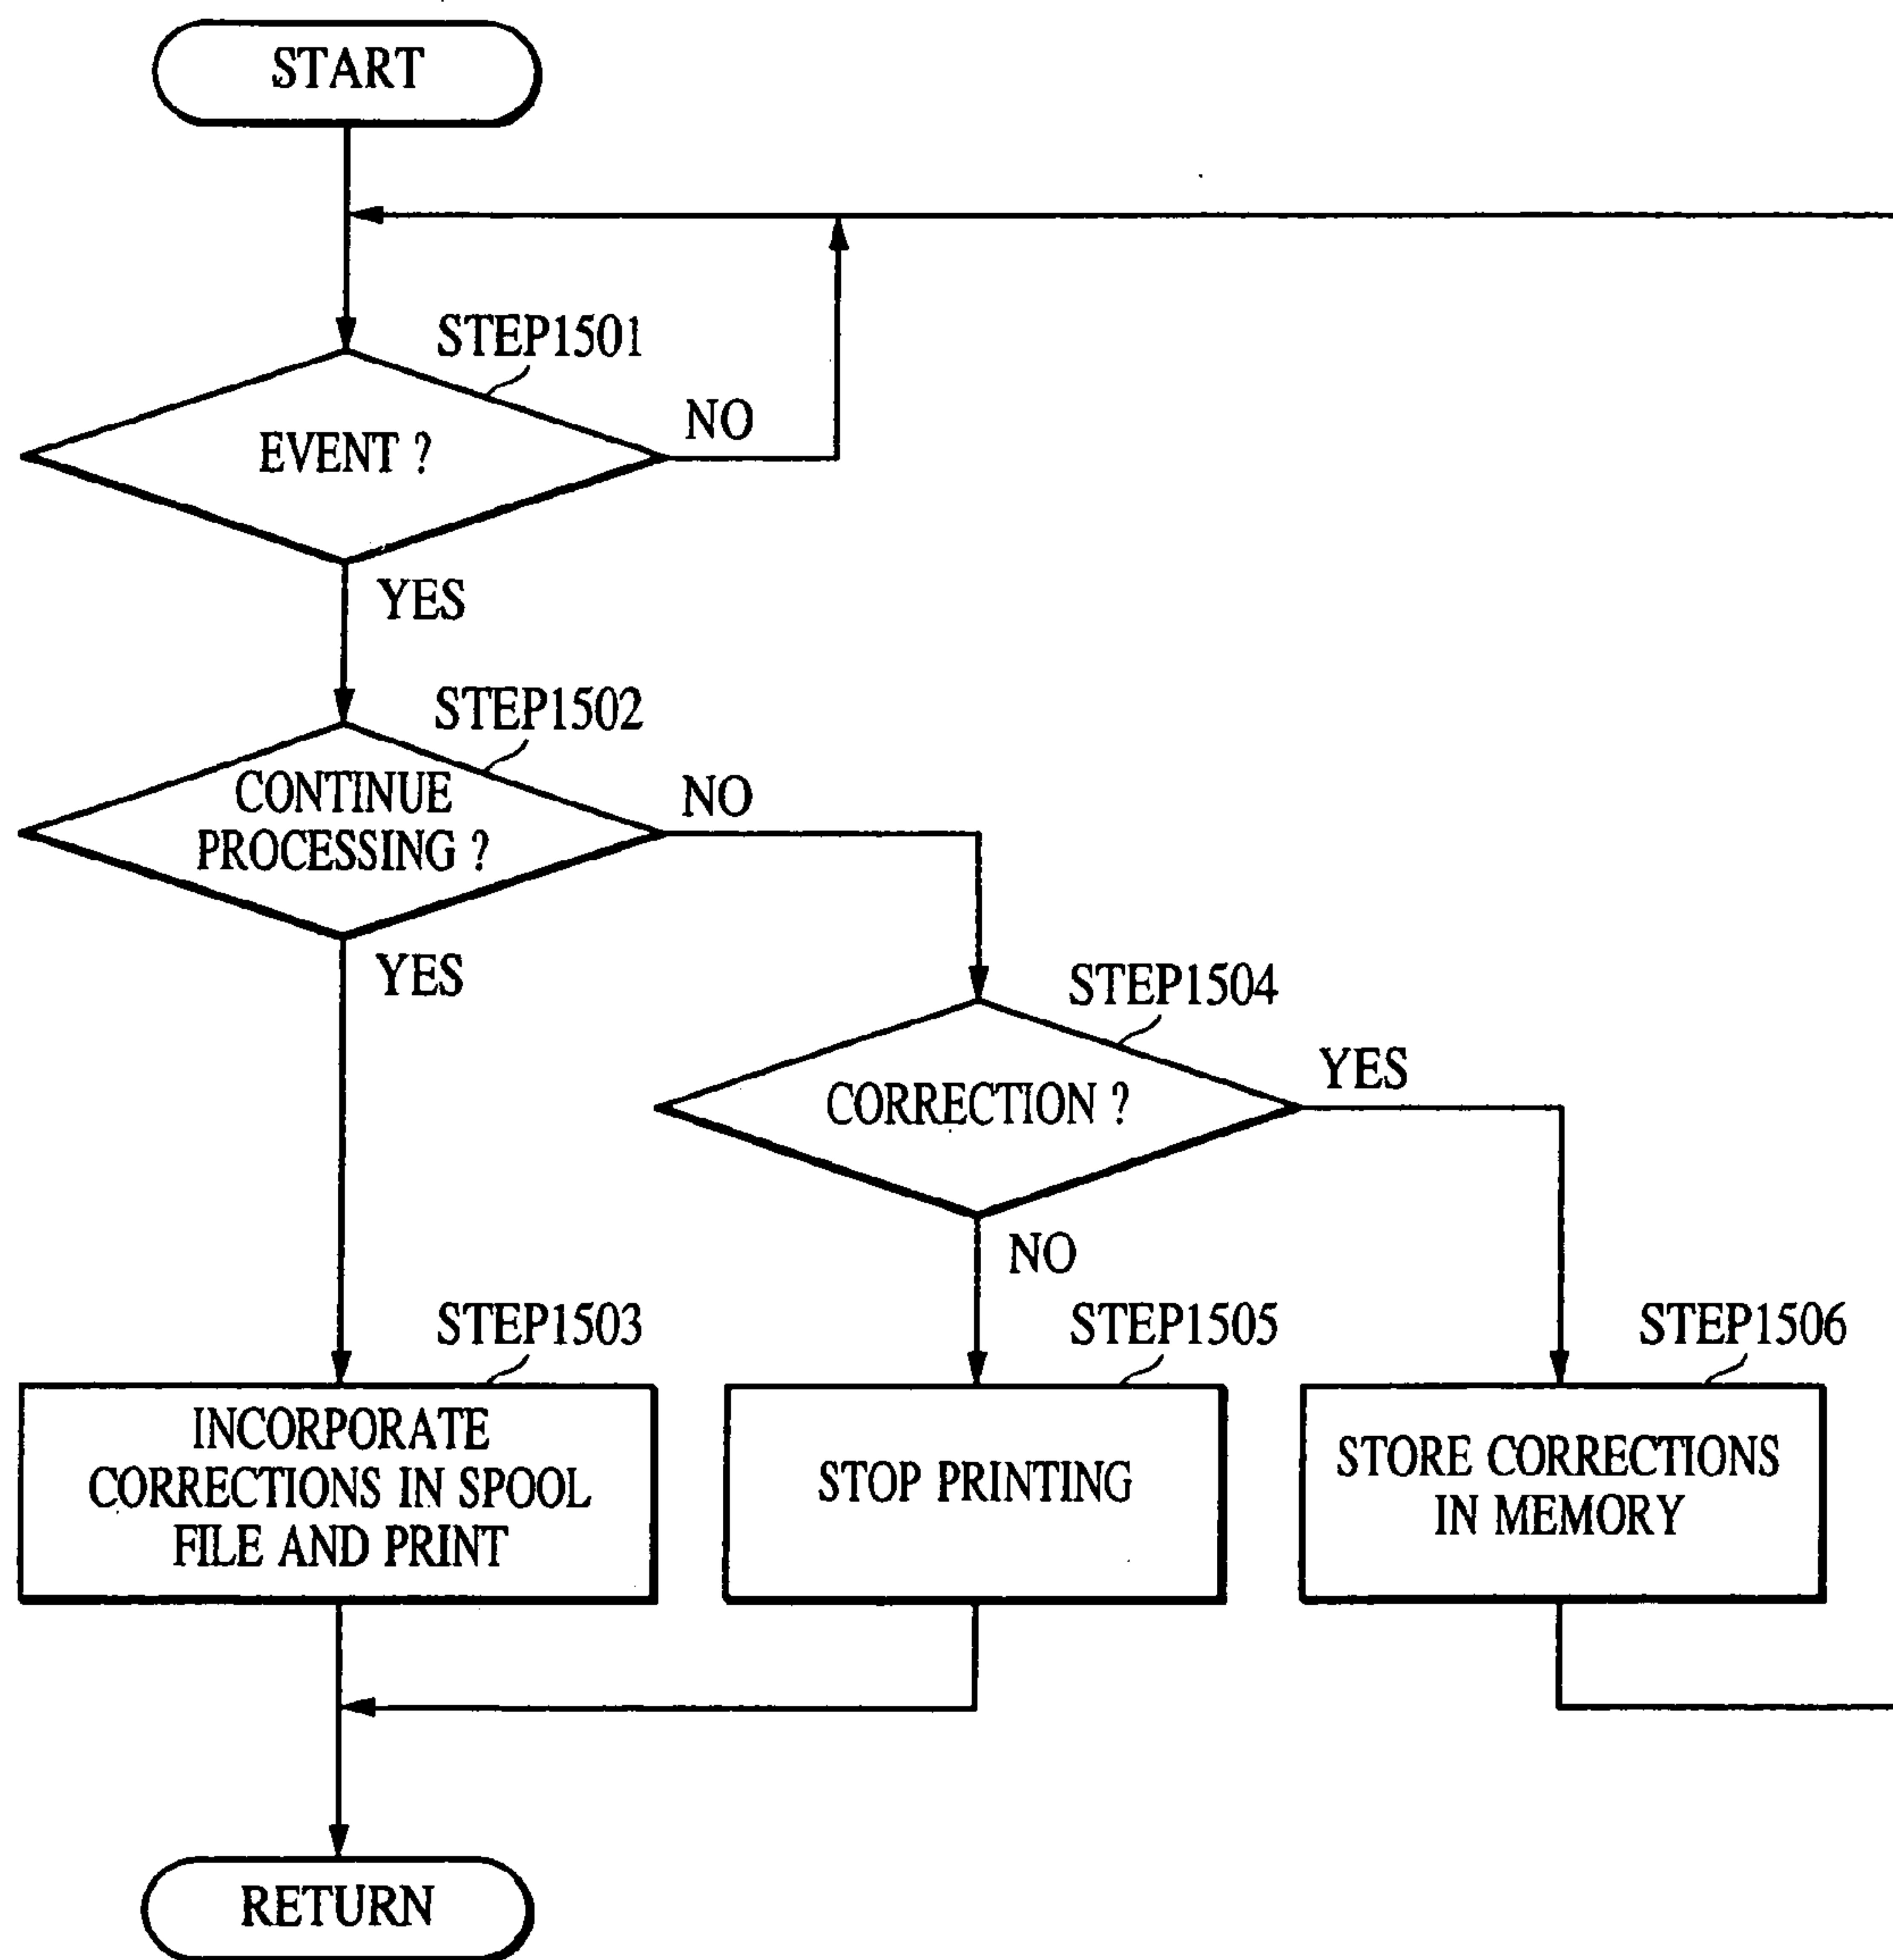 START
STEP1501
EVENT ?
NO
YES
STEP1502
CONTINUE
PROCESSING ?
NO
YES
STEP1504
CORRECTION ?
YES
NO
STEP1503
INCORPORATE
CORRECTIONS IN SPOOL
FILE AND PRINT
STEP1505
STOP PRINTING
STEP1506
STORE CORRECTIONS
IN MEMORY
RETURN